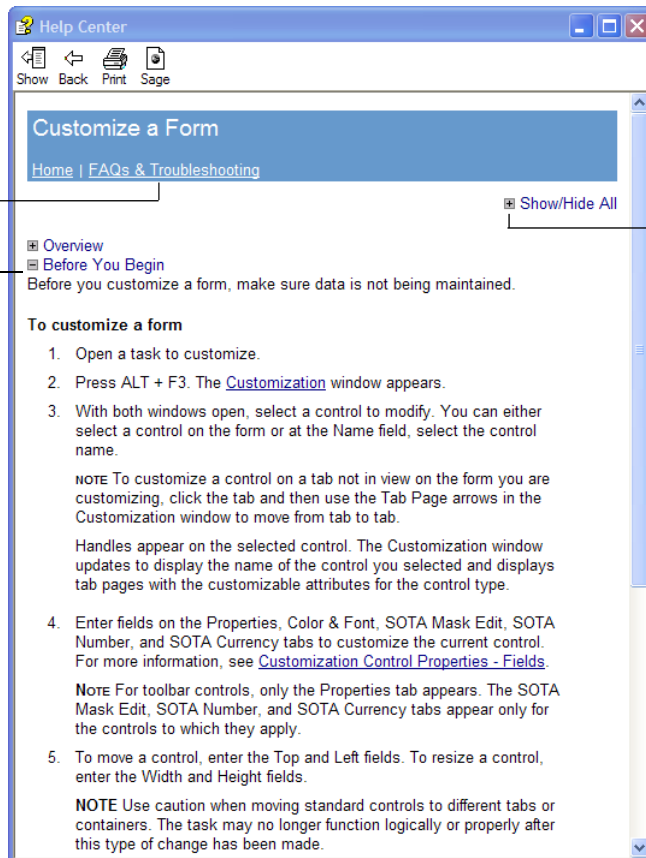 Help Center
Show Back Print Sage
Customize a Form
Home | FAQs & Troubleshooting
Show/Hide All
Overview
Before You Begin
Before you customize a form, make sure data is not being maintained.
To customize a form
1. Open a task to customize.
2. Press ALT + F3. The Customization window appears.
3. With both windows open, select a control to modify. You can either
select a control on the form or at the Name field, select the control
name.
NOTE To customize a control on a tab not in view on the form you are
customizing, click the tab and then use the Tab Page arrows in the
Customization window to move from tab to tab.
Handles appear on the selected control. The Customization window
updates to display the name of the control you selected and displays
tab pages with the customizable attributes for the control type.
4. Enter fields on the Properties, Color & Font, SOTA Mask Edit, SOTA
Number, and SOTA Currency tabs to customize the current control.
For more information, see Customization Control Properties - Fields.
NOTE For toolbar controls, only the Properties tab appears. The SOTA
Mask Edit, SOTA Number, and SOTA Currency tabs appear only for
the controls to which they apply.
5. To move a control, enter the Top and Left fields. To resize a control,
enter the Width and Height fields.
NOTE Use caution when moving standard controls to different tabs or
containers. The task may no longer function logically or properly after
this type of change has been made.